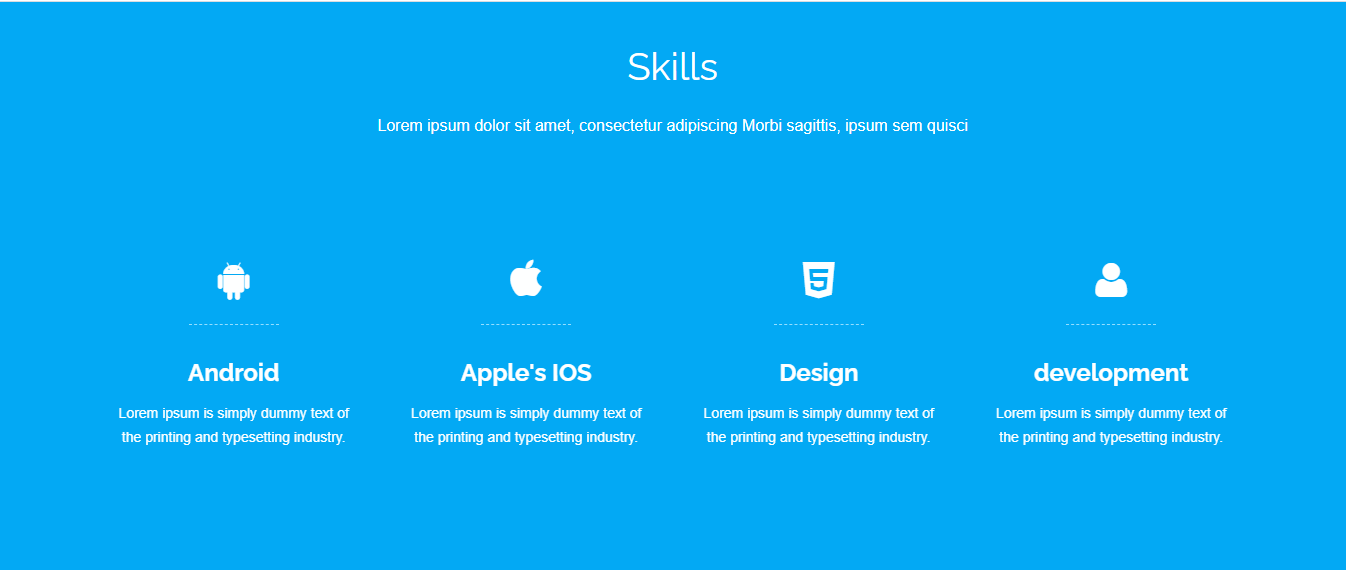 Skills
Lorem ipsum dolor sit amet, consectetur adipiscing Morbi sagittis, ipsum sem quisci
Android
Lorem ipsum is simply dummy text of
the printing and typesetting industry.
Apple's IOS
Lorem ipsum is simply dummy text of
the printing and typesetting industry.
Design
Lorem ipsum is simply dummy text of
the printing and typesetting industry.
development
Lorem ipsum is simply dummy text of
the printing and typesetting industry.